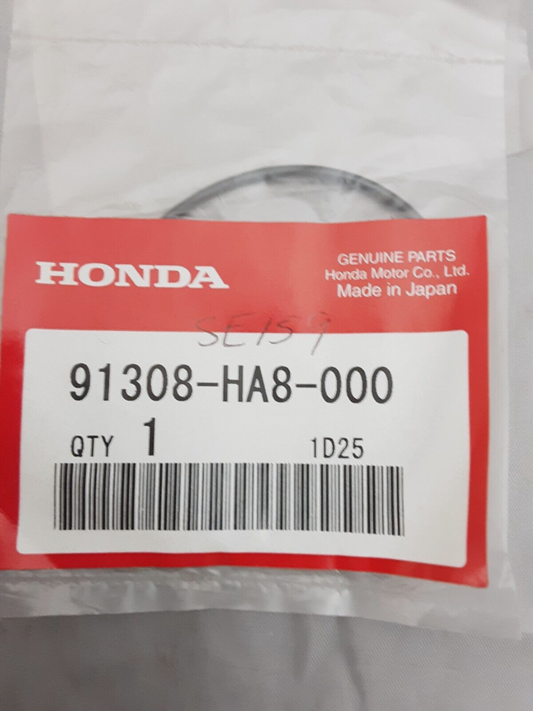 HONDA
GENUINE PARTS
Honda Motor Co., Ltd.
Made in Japan
SE159
91308-HA8-000
QTY 1 1D25